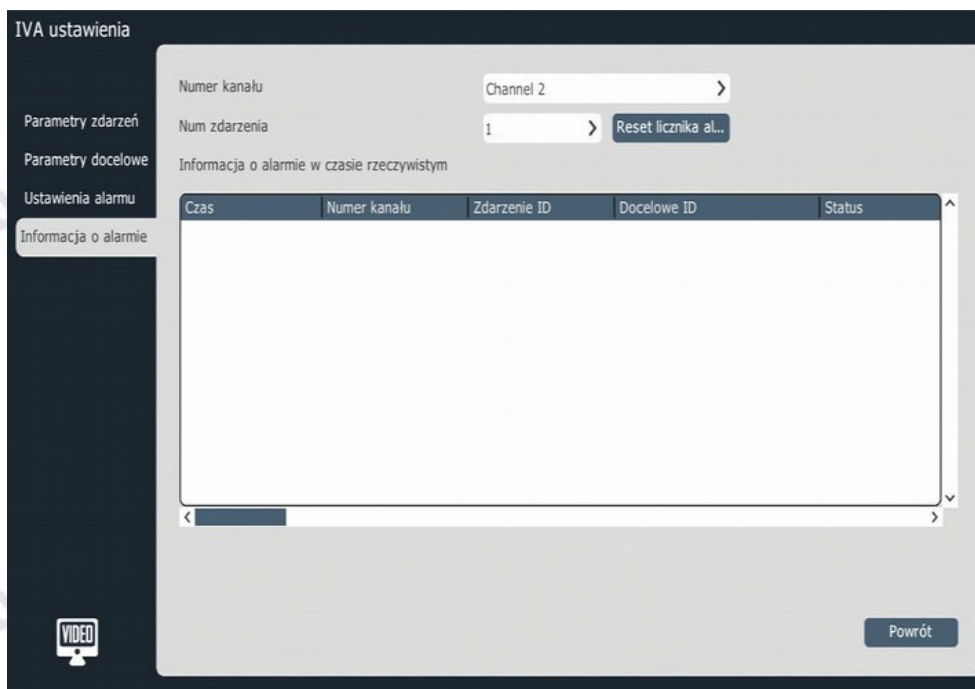 IVA ustawienia
Parametry zdarzeń
Parametry docelowe
Ustawienia alarmu
Informacja o alarmie
Numer kanału
Channel 2
Num zdarzenia
1
Reset licznika al...
Informacja o alarmie w czasie rzeczywistym
Czas Numer kanału Zdarzenie ID Docelowe ID Status
VIDEO
Powrót